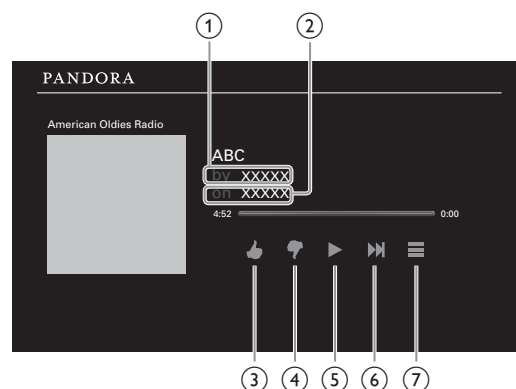 1 2
PANDORA
American Oldies Radio
ABC
by XXXXX
on XXXXX
4:52 0:00
3 4 5 6 7